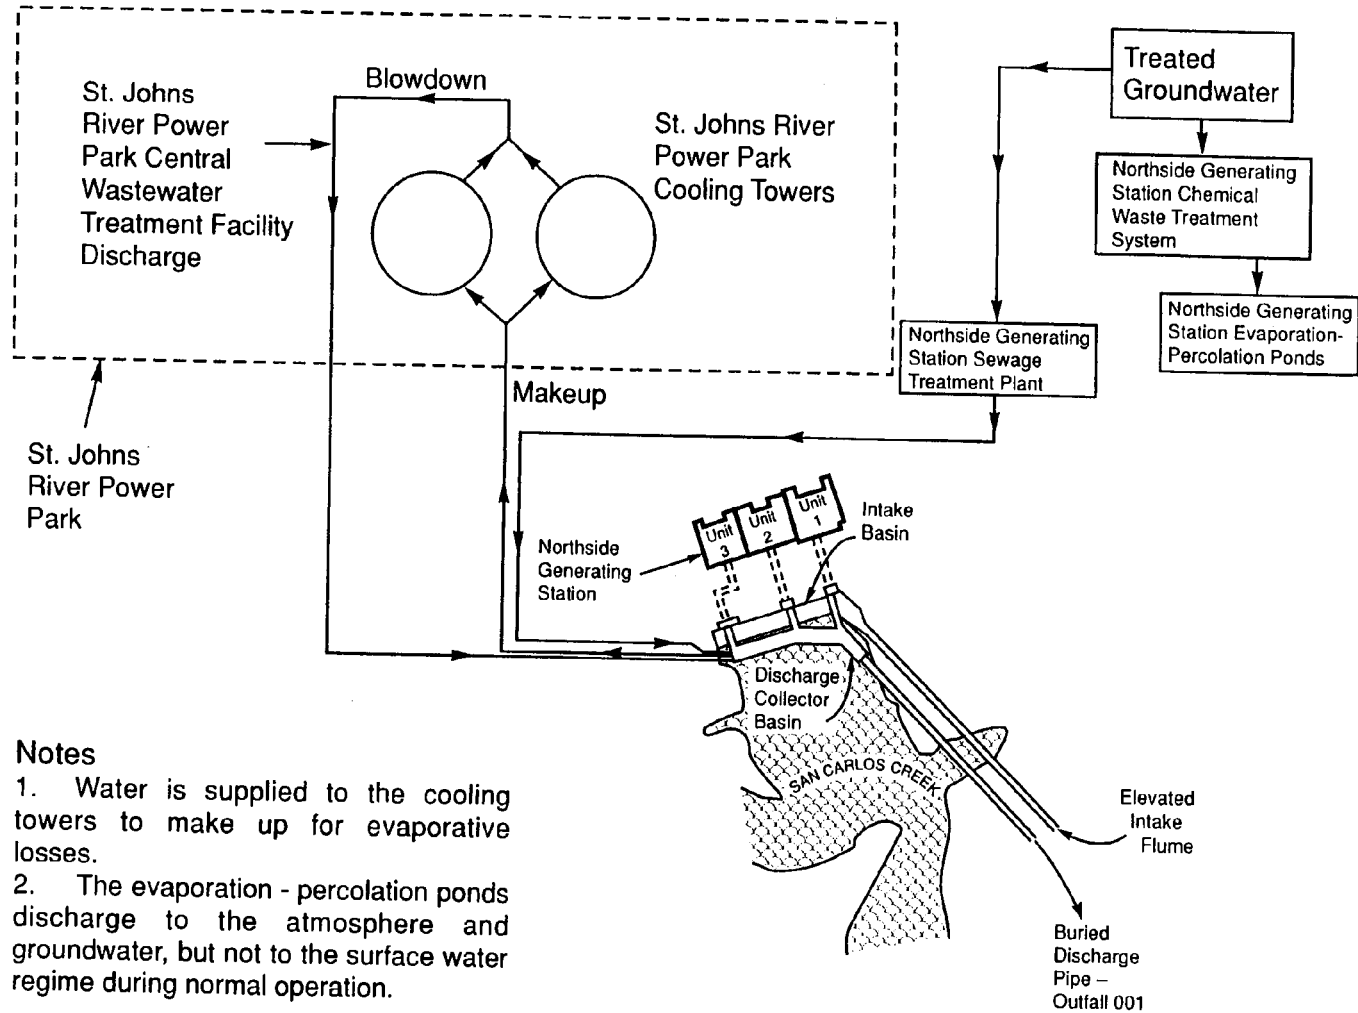 Blowdown
St. Johns
River Power
Park Central
Wastewater
Treatment Facility
Discharge
St. Johns River
Power Park
Cooling Towers
Treated
Groundwater
Northside Generating
Station Chemical
Waste Treatment
System
Northside Generating
Station Evaporation-
Percolation Ponds
Northside Generating
Station Sewage
Treatment Plant
Makeup
St. Johns
River Power
Park
Unit
3
Unit
2
Unit
1
Intake
Basin
Northside
Generating
Station
Discharge
Collector
Basin
SAN CARLOS CREEK
Elevated
Intake
Flume
Buried
Discharge
Pipe –
Outfall 001
Notes
1. Water is supplied to the cooling
towers to make up for evaporative
losses.
2. The evaporation - percolation ponds
discharge to the atmosphere and
groundwater, but not to the surface water
regime during normal operation.